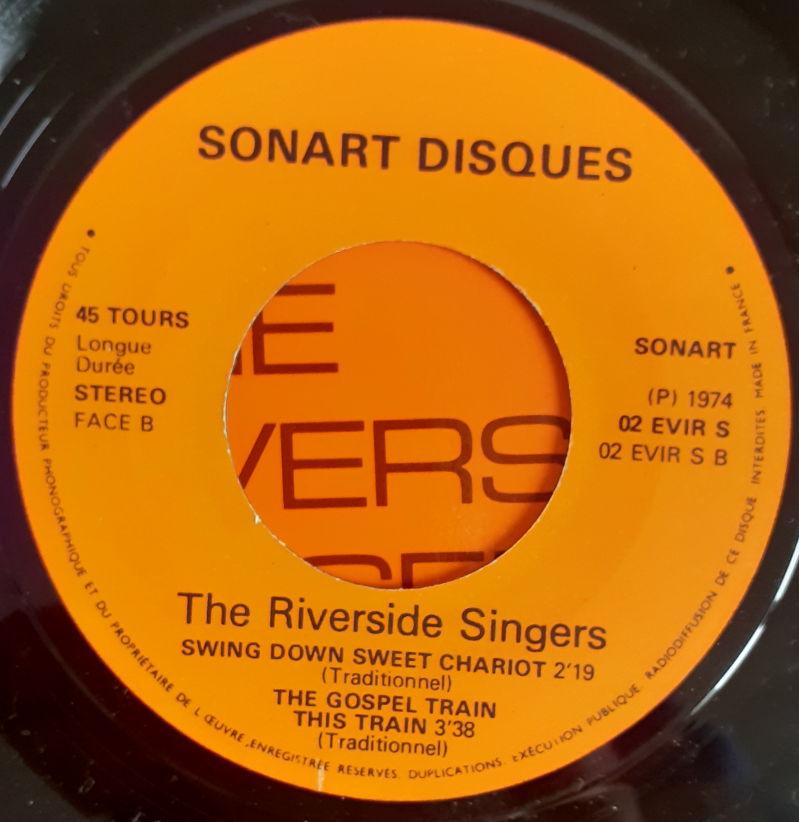 SONART DISQUES
45 TOURS
Longue
Durée
STEREO
FACE B
SONART
(P) 1974
02 EVIR S
02 EVIR S B
E
VERS
The Riverside Singers
SWING DOWN SWEET CHARIOT 2'19
(Traditionnel)
THE GOSPEL TRAIN
THIS TRAIN 3'38
(Traditionnel)
• TOUS DROITS DU PRODUCTEUR PHONOGRAPHIQUE ET DU PROPRIÉTAIRE DE L'ŒUVRE ENREGISTRÉE RÉSERVÉS. DUPLICATIONS. EXÉCUTION PUBLIQUE. RADIODIFFUSION DE CE DISQUE INTERDITES. MADE IN FRANCE •